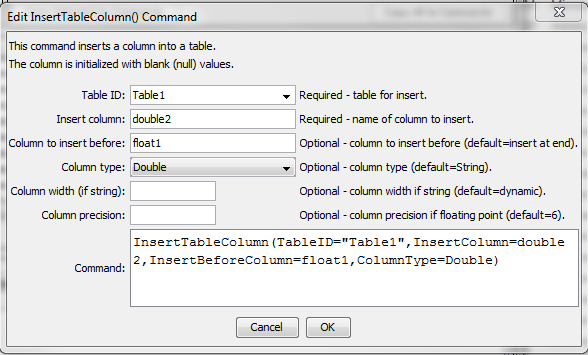 Edit InsertTableColumn() Command
This command inserts a column into a table.
The column is initialized with blank (null) values.
Table ID: Table1 Required - table for insert.
Insert column: double2 Required - name of column to insert.
Column to insert before: float1 Optional - column to insert before (default=insert at end).
Column type: Double Optional - column type (default=String).
Column width (if string): Optional - column width if string (default=dynamic).
Column precision: Optional - column precision if floating point (default=6).
Command: InsertTableColumn(TableID="Table1",InsertColumn=double
2,InsertBeforeColumn=float1,ColumnType=Double)
Cancel OK